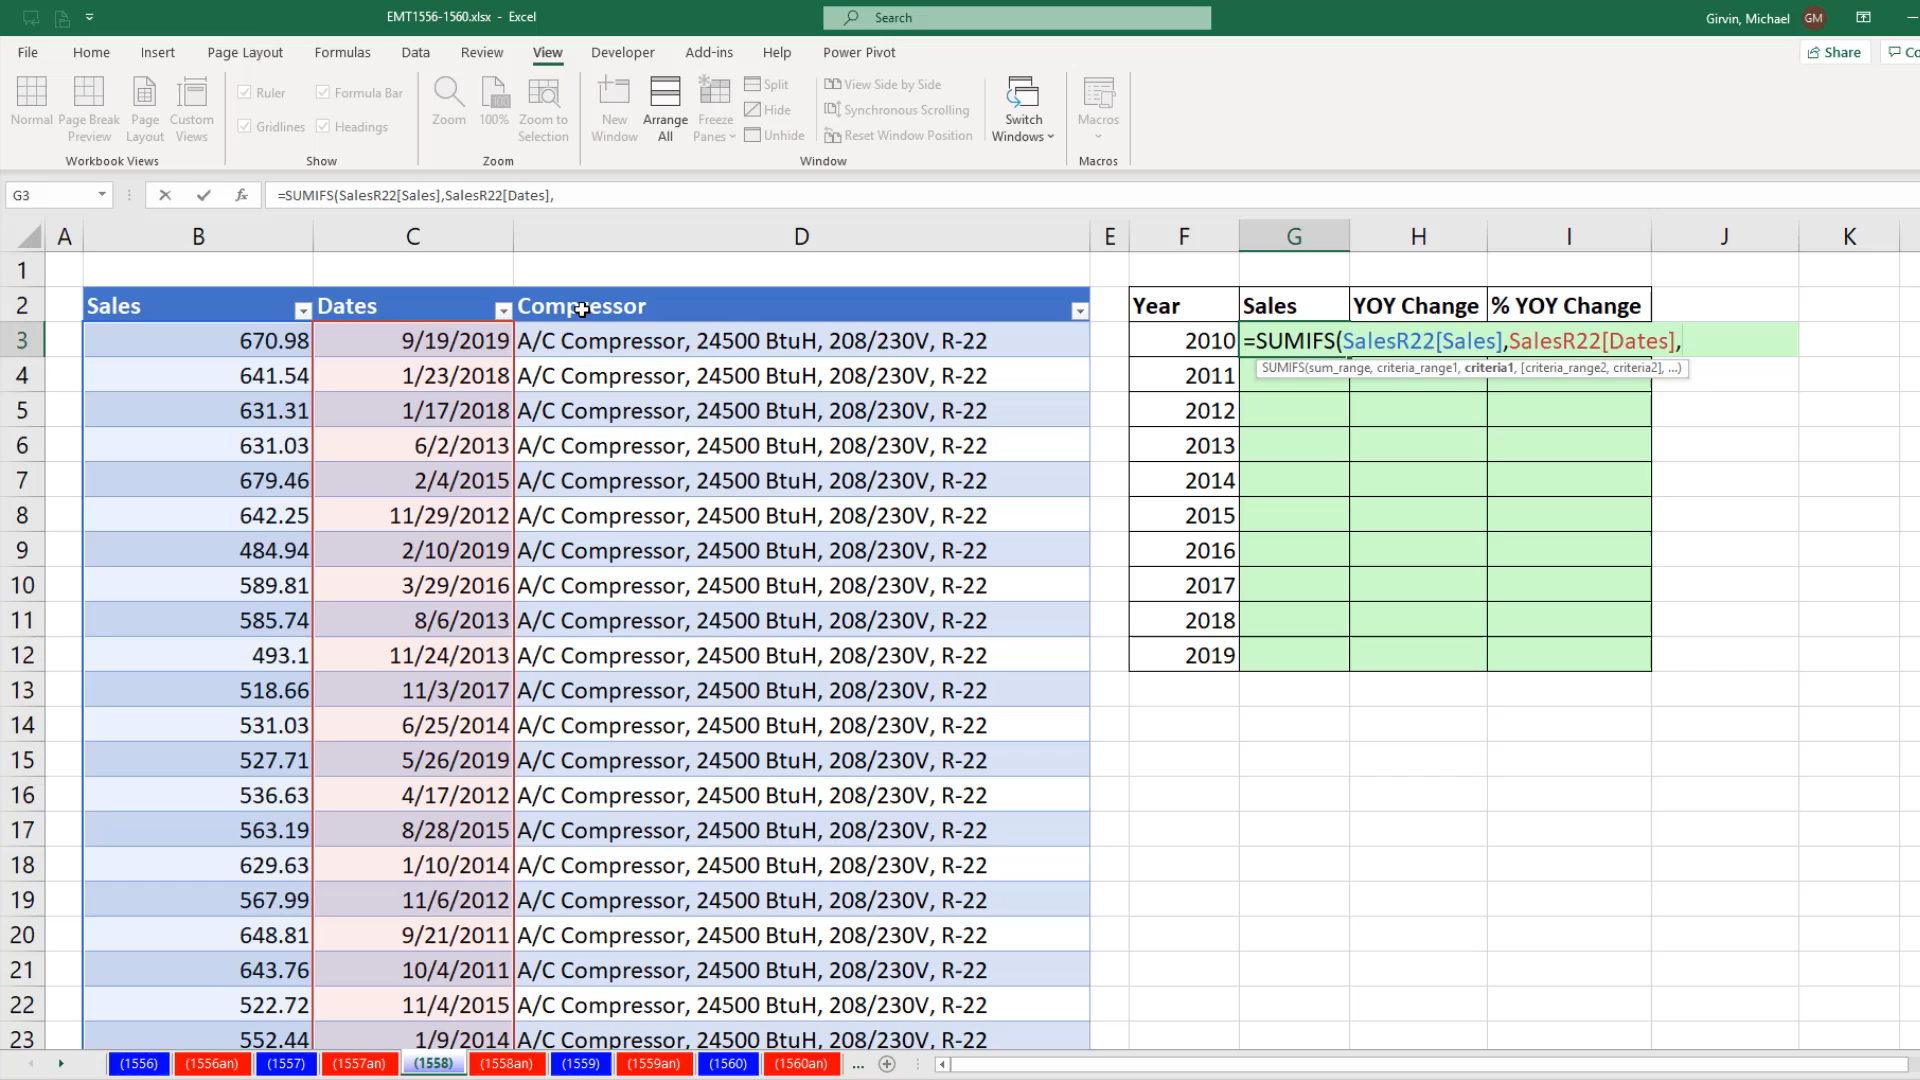 EMT1556-1560.xlsx - Excel
Search
Girvin, Michael GM
File Home Insert Page Layout Formulas Data Review View Developer Add-ins Help Power Pivot
Share Co
Normal Page Break Preview Page Layout Custom Views
Workbook Views
Ruler Formula Bar
Gridlines Headings
Show
Zoom 100% Zoom to Selection
Zoom
New Window Arrange All Freeze Panes
Split
Hide
Unhide
View Side by Side
Synchronous Scrolling
Reset Window Position
Window
Switch Windows
Macros
Macros
G3 fx =SUMIFS(SalesR22[Sales],SalesR22[Dates],
A B C D E F G H I J K
1
2 Sales Dates Compressor Year Sales YOY Change % YOY Change
3 670.98 9/19/2019 A/C Compressor, 24500 BtuH, 208/230V, R-22 2010 =SUMIFS(SalesR22[Sales],SalesR22[Dates],
SUMIFS(sum_range, criteria_range1, criteria1, [criteria_range2, criteria2], ...)
4 641.54 1/23/2018 A/C Compressor, 24500 BtuH, 208/230V, R-22 2011
5 631.31 1/17/2018 A/C Compressor, 24500 BtuH, 208/230V, R-22 2012
6 631.03 6/2/2013 A/C Compressor, 24500 BtuH, 208/230V, R-22 2013
7 679.46 2/4/2015 A/C Compressor, 24500 BtuH, 208/230V, R-22 2014
8 642.25 11/29/2012 A/C Compressor, 24500 BtuH, 208/230V, R-22 2015
9 484.94 2/10/2019 A/C Compressor, 24500 BtuH, 208/230V, R-22 2016
10 589.81 3/29/2016 A/C Compressor, 24500 BtuH, 208/230V, R-22 2017
11 585.74 8/6/2013 A/C Compressor, 24500 BtuH, 208/230V, R-22 2018
12 493.1 11/24/2013 A/C Compressor, 24500 BtuH, 208/230V, R-22 2019
13 518.66 11/3/2017 A/C Compressor, 24500 BtuH, 208/230V, R-22
14 531.03 6/25/2014 A/C Compressor, 24500 BtuH, 208/230V, R-22
15 527.71 5/26/2019 A/C Compressor, 24500 BtuH, 208/230V, R-22
16 536.63 4/17/2012 A/C Compressor, 24500 BtuH, 208/230V, R-22
17 563.19 8/28/2015 A/C Compressor, 24500 BtuH, 208/230V, R-22
18 629.63 1/10/2014 A/C Compressor, 24500 BtuH, 208/230V, R-22
19 567.99 11/6/2012 A/C Compressor, 24500 BtuH, 208/230V, R-22
20 648.81 9/21/2011 A/C Compressor, 24500 BtuH, 208/230V, R-22
21 643.76 10/4/2011 A/C Compressor, 24500 BtuH, 208/230V, R-22
22 522.72 11/4/2015 A/C Compressor, 24500 BtuH, 208/230V, R-22
23 552.44 1/9/2014 A/C Compressor, 24500 BtuH, 208/230V, R-22
(1556) (1556an) (1557) (1557an) (1558) (1558an) (1559) (1559an) (1560) (1560an) ...